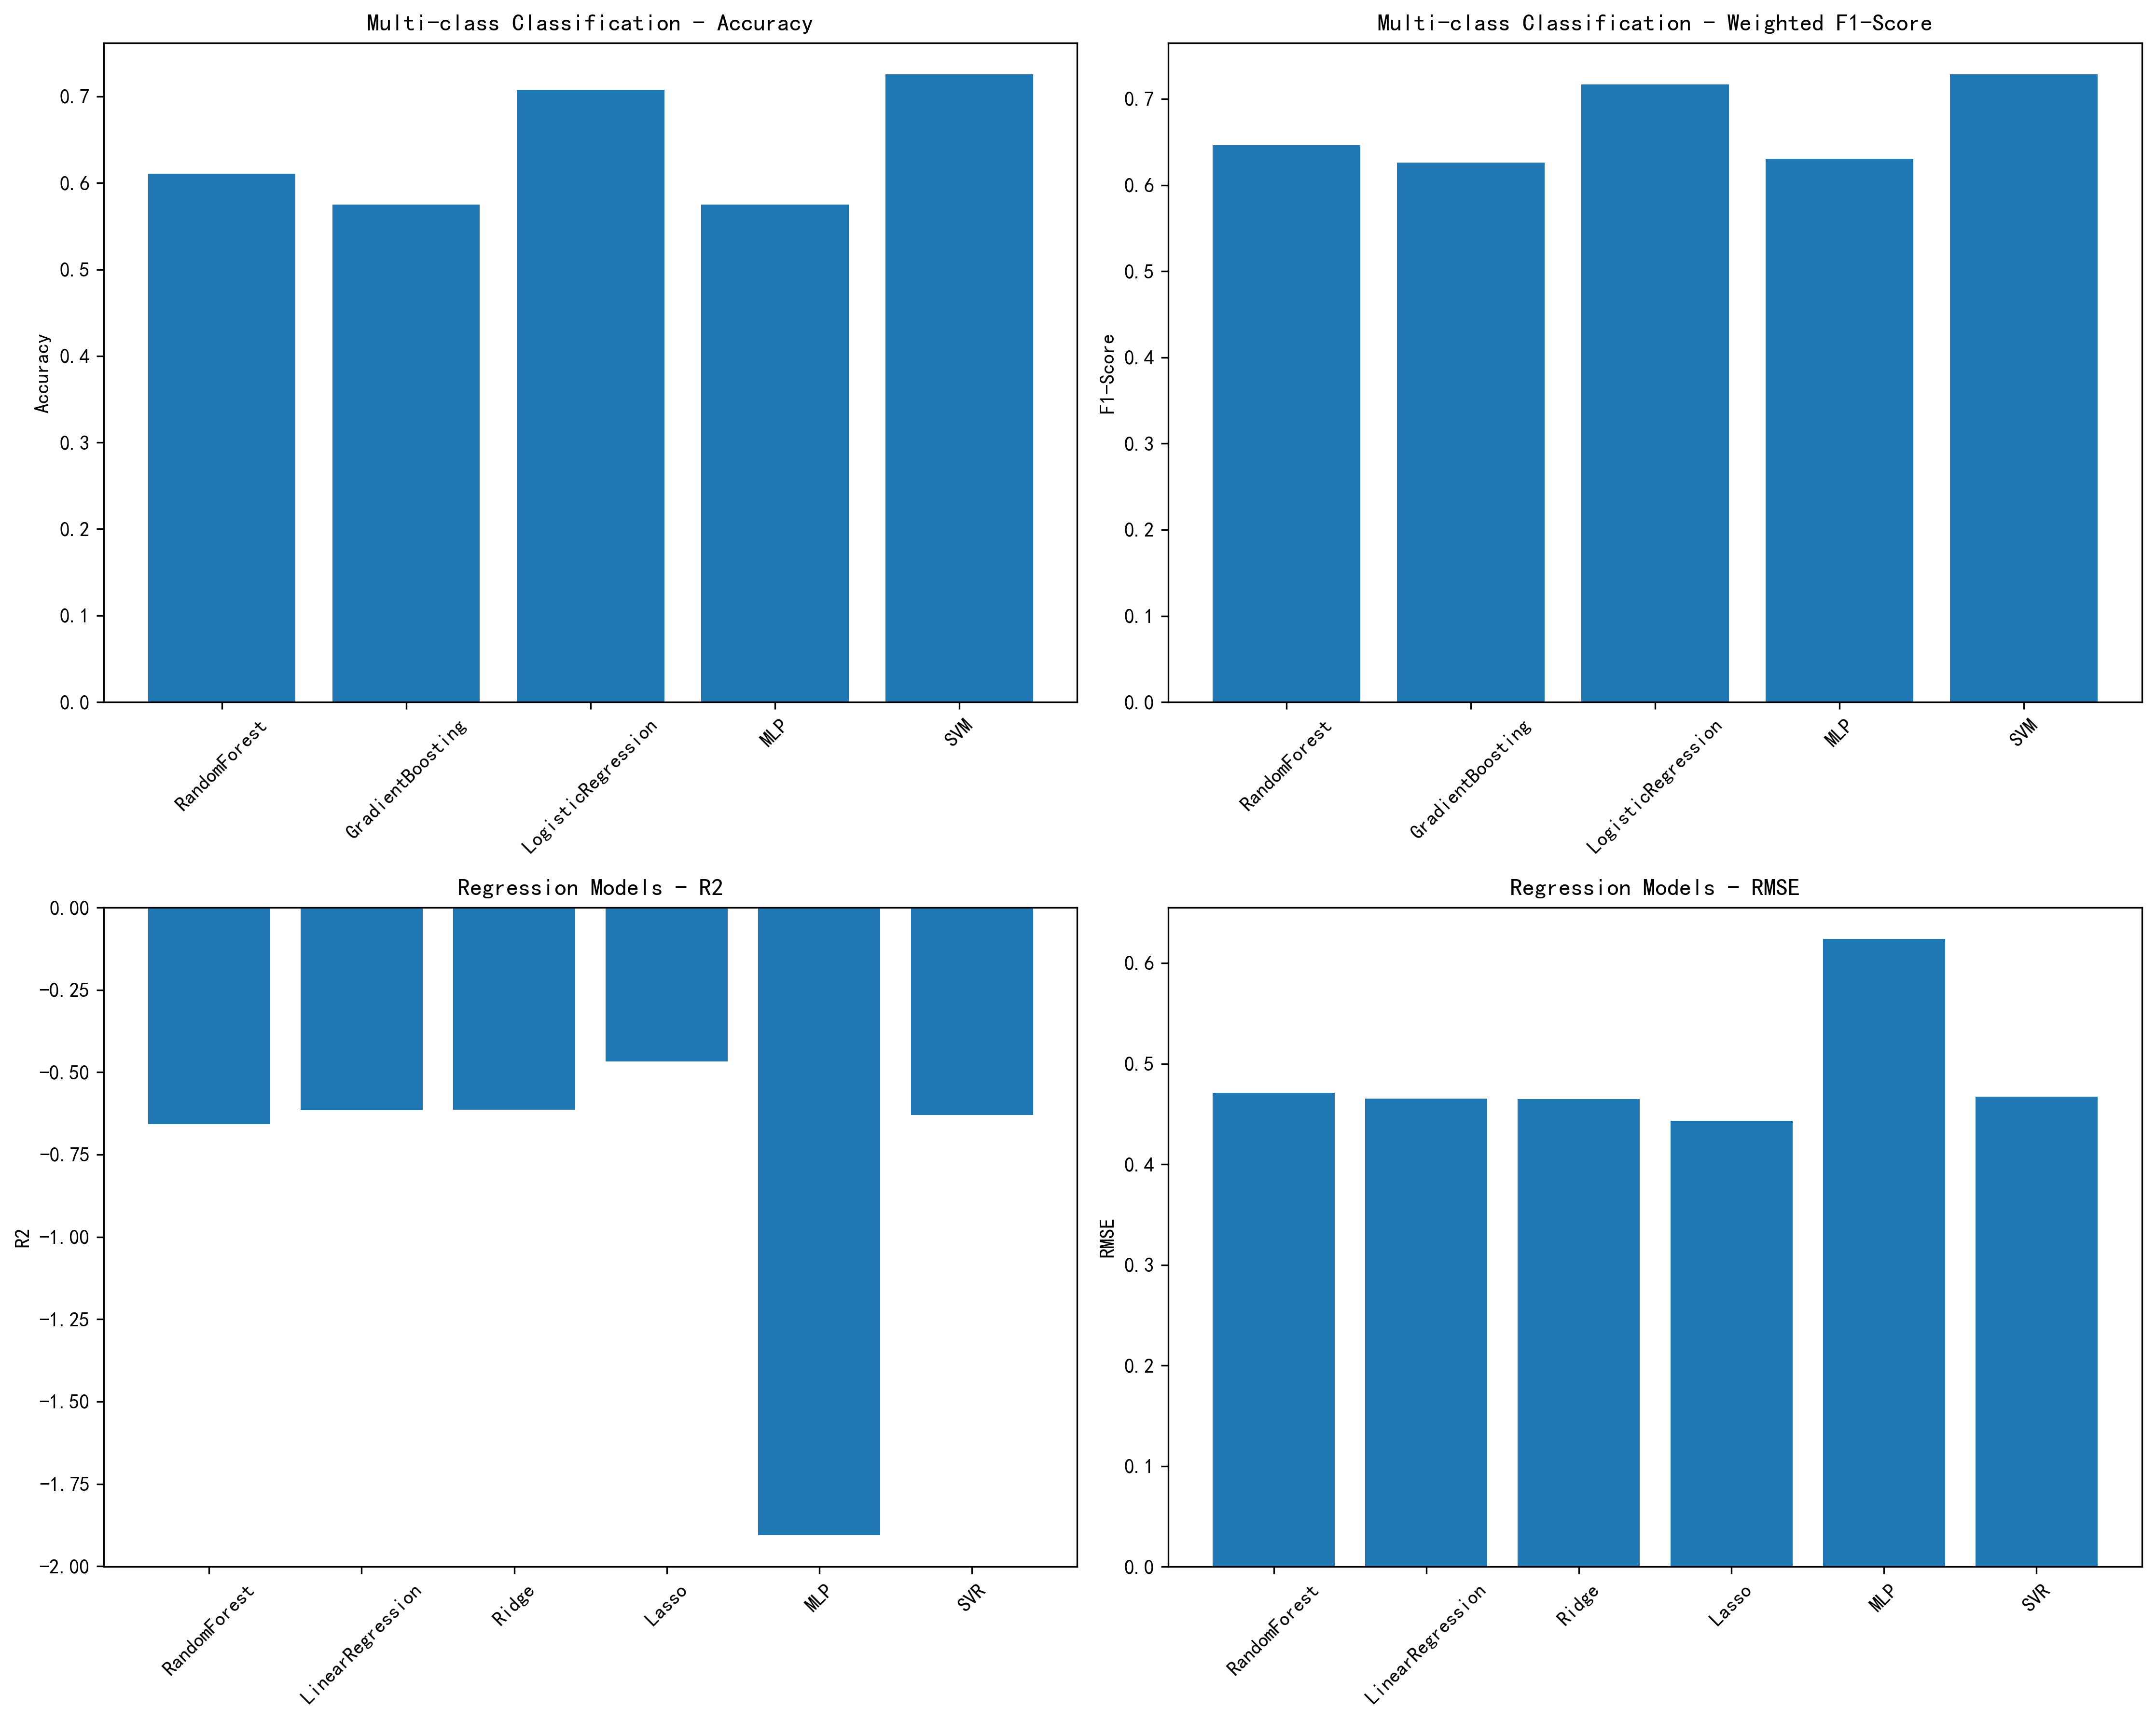 Multi-class Classification - Accuracy
Accuracy
0.7
0.6
0.5
0.4
0.3
0.2
0.1
0.0
RandomForest
GradientBoosting
LogisticRegression
MLP
SVM
Multi-class Classification - Weighted F1-Score
F1-Score
0.7
0.6
0.5
0.4
0.3
0.2
0.1
0.0
RandomForest
GradientBoosting
LogisticRegression
MLP
SVM
Regression Models - R2
R2
0.00
-0.25
-0.50
-0.75
-1.00
-1.25
-1.50
-1.75
-2.00
RandomForest
LinearRegression
Ridge
Lasso
MLP
SVR
Regression Models - RMSE
RMSE
0.6
0.5
0.4
0.3
0.2
0.1
0.0
RandomForest
LinearRegression
Ridge
Lasso
MLP
SVR